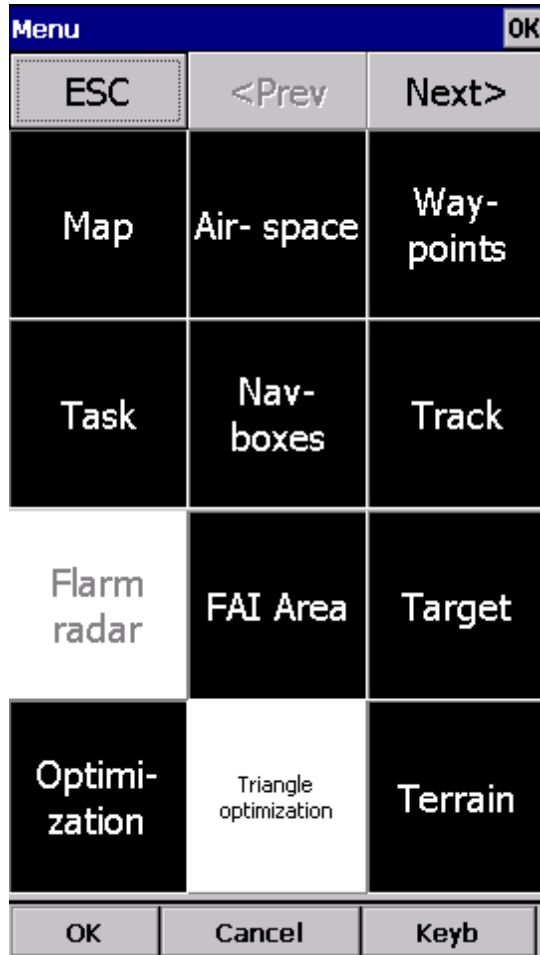 Menu OK
ESC <Prev Next>
Map
Air- space
Way-
points
Task
Nav-
boxes
Track
Flarm
radar
FAI Area
Target
Optimi-
zation
Triangle
optimization
Terrain
OK Cancel Keyb